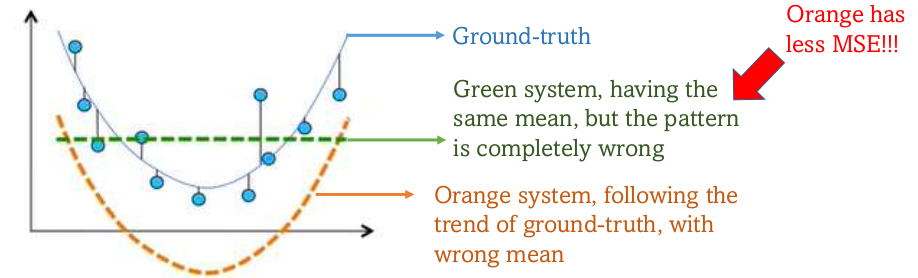 Orange has
less MSE!!!
Ground-truth
Green system, having the
same mean, but the pattern
is completely wrong
Orange system, following the
trend of ground-truth, with
wrong mean